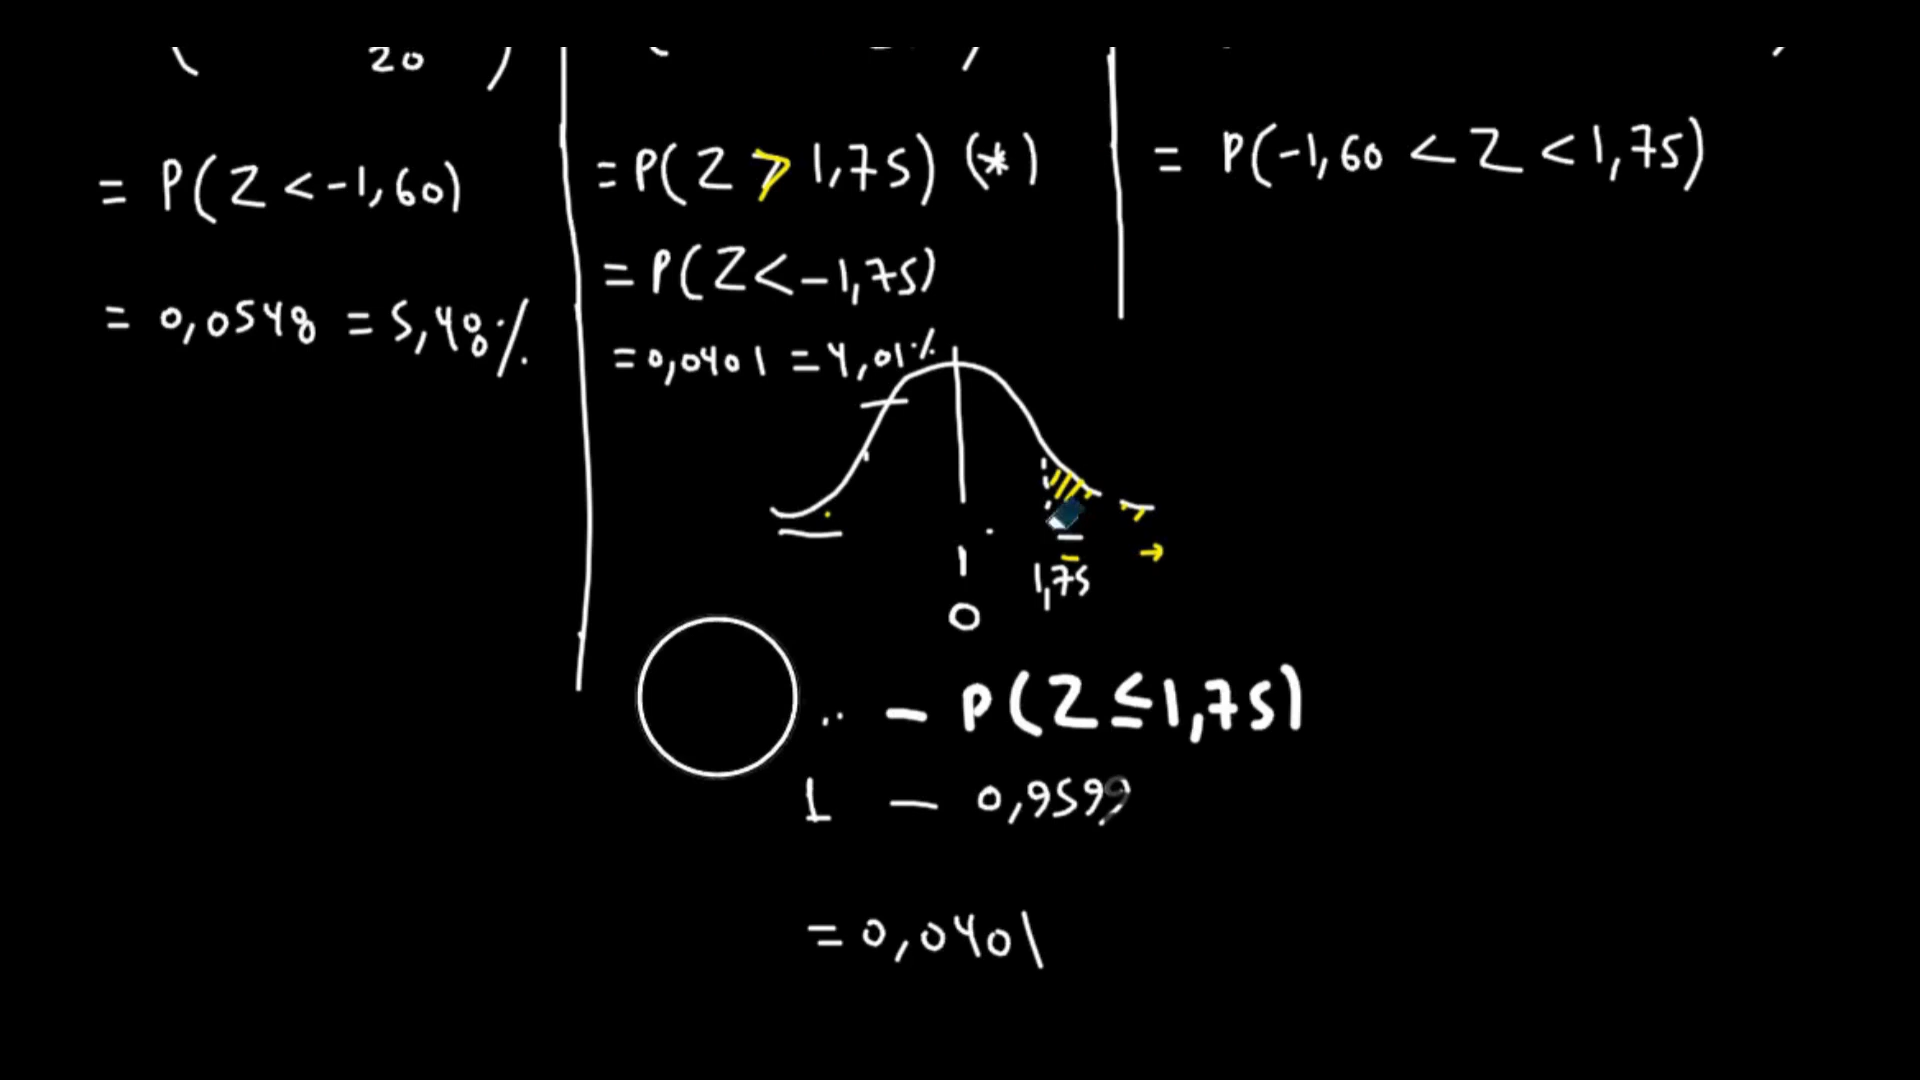 ( 20 )
= P(Z < -1,60)
= 0,0548 = 5,48%
= P(Z > 1,75) (*)
= P(Z < -1,75)
= 0,0401 = 4,01%
0
1,75
- P(Z ≤ 1,75)
1 - 0,9599
= 0,0401
= P(-1,60 < Z < 1,75)